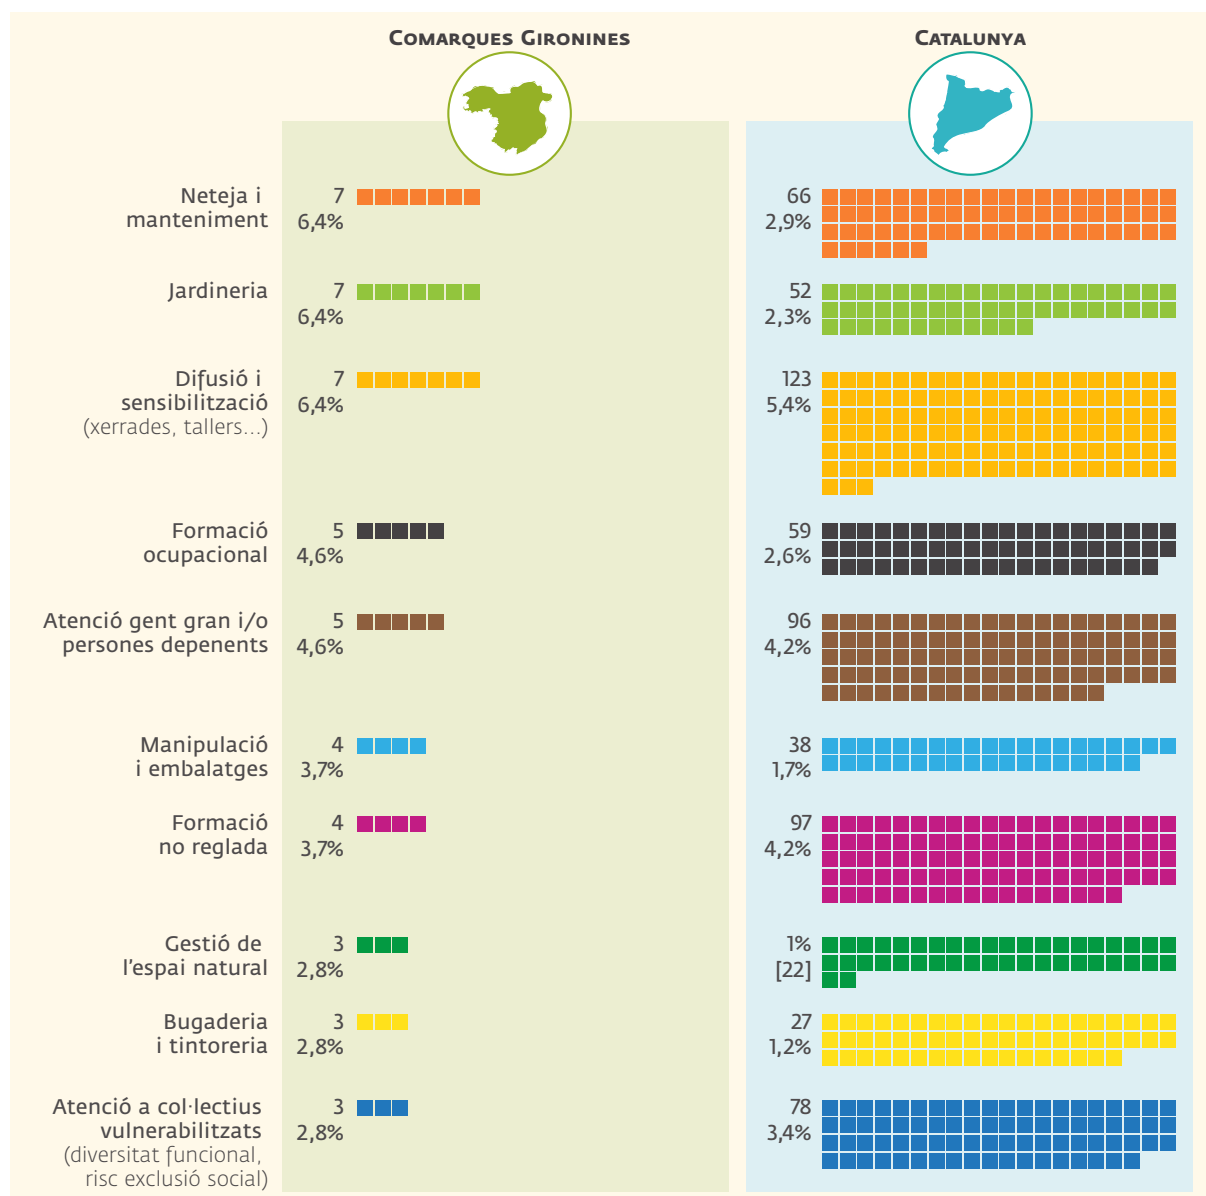 COMARQUES GIRONINES
CATALUNYA
Neteja i
manteniment
7
6,4%
66
2,9%
Jardineria
7
6,4%
52
2,3%
Difusió i
sensibilització
(xerrades, tallers...)
7
6,4%
123
5,4%
Formació
ocupacional
5
4,6%
59
2,6%
Atenció gent gran i/o
persones depenents
5
4,6%
96
4,2%
Manipulació
i embalatges
4
3,7%
38
1,7%
Formació
no reglada
4
3,7%
97
4,2%
Gestió de
l'espai natural
3
2,8%
1%
[22]
Bugaderia
i tintoreria
3
2,8%
27
1,2%
Atenció a col·lectius
vulnerabilitzats
(diversitat funcional,
risc exclusió social)
3
2,8%
78
3,4%